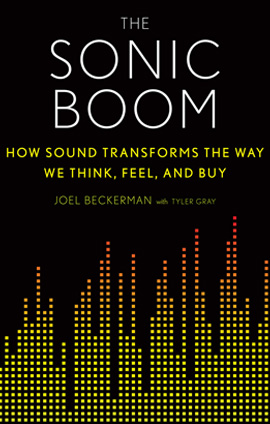 THE
SONIC
BOOM
HOW SOUND TRANSFORMS THE WAY
WE THINK, FEEL, AND BUY
JOEL BECKERMAN with TYLER GRAY